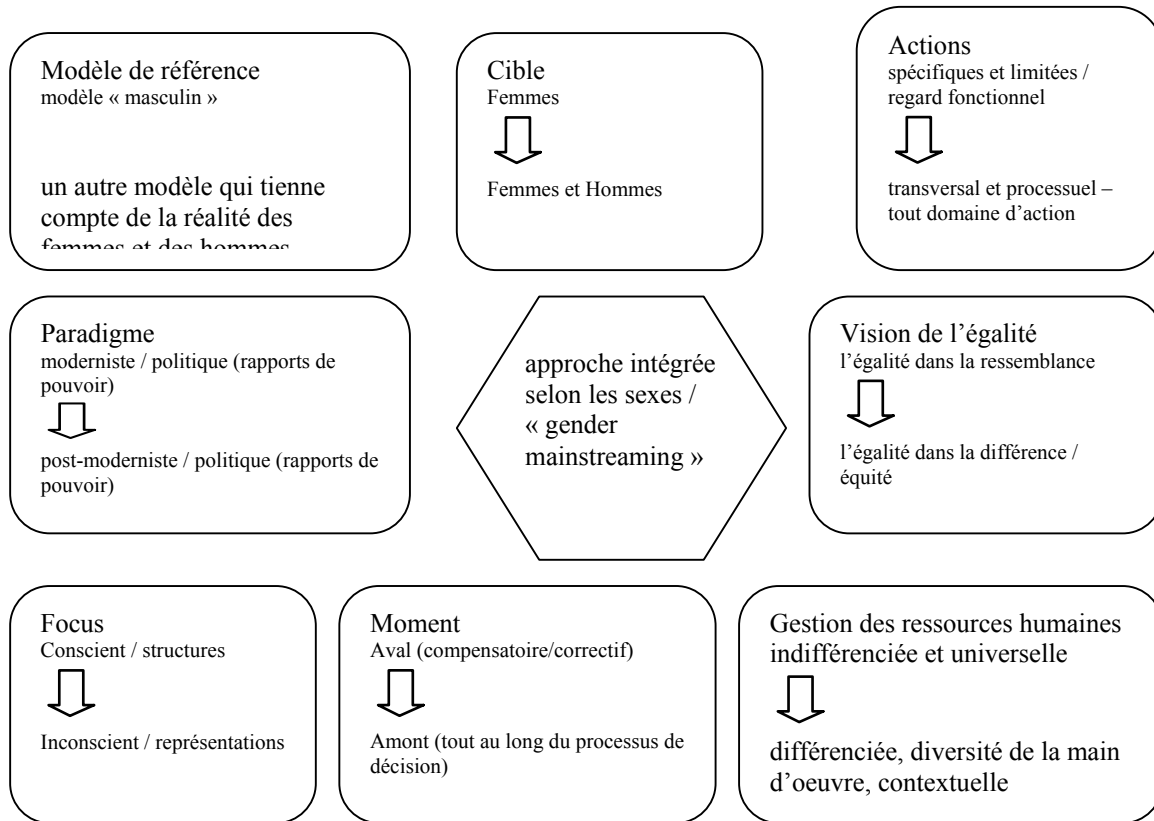 Modèle de référence
modèle « masculin »
un autre modèle qui tienne
compte de la réalité des
femmes et des hommes
Cible
Femmes
Femmes et Hommes
Actions
spécifiques et limitées /
regard fonctionnel
transversal et processuel –
tout domaine d’action
Paradigme
moderniste / politique (rapports de
pouvoir)
post-moderniste / politique (rapports de
pouvoir)
approche intégrée
selon les sexes /
« gender
mainstreaming »
Vision de l’égalité
l’égalité dans la ressemblance
l’égalité dans la différence /
équité
Focus
Conscient / structures
Inconscient / représentations
Moment
Aval (compensatoire/correctif)
Amont (tout au long du processus de
décision)
Gestion des ressources humaines
indifférenciée et universelle
différenciée, diversité de la main
d’oeuvre, contextuelle